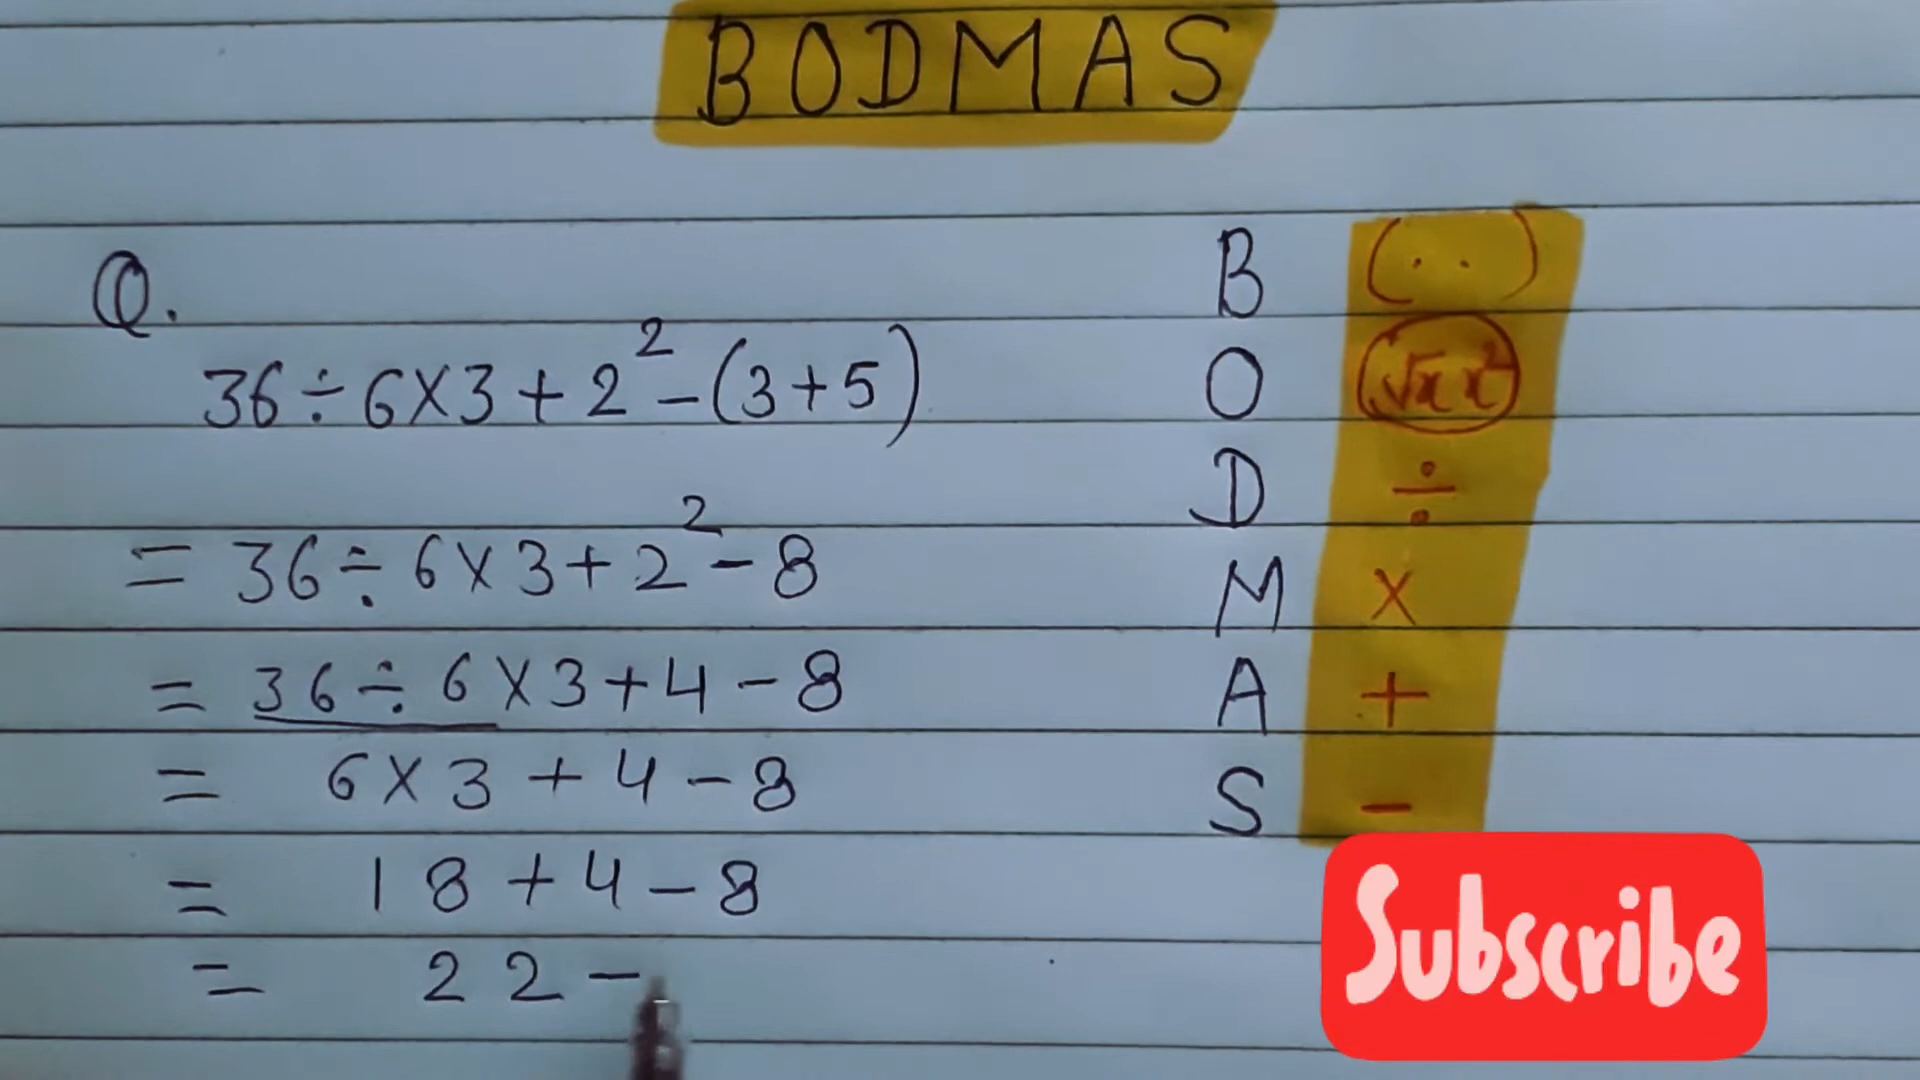 BODMAS
Q.
36÷6×3+2²-(3+5)
= 36÷6×3+2²-8
= 36÷6×3+4-8
= 6×3+4-8
= 18+4-8
= 22-
B (..)
O (√x x²)
D ÷
M ×
A +
S -
Subscribe